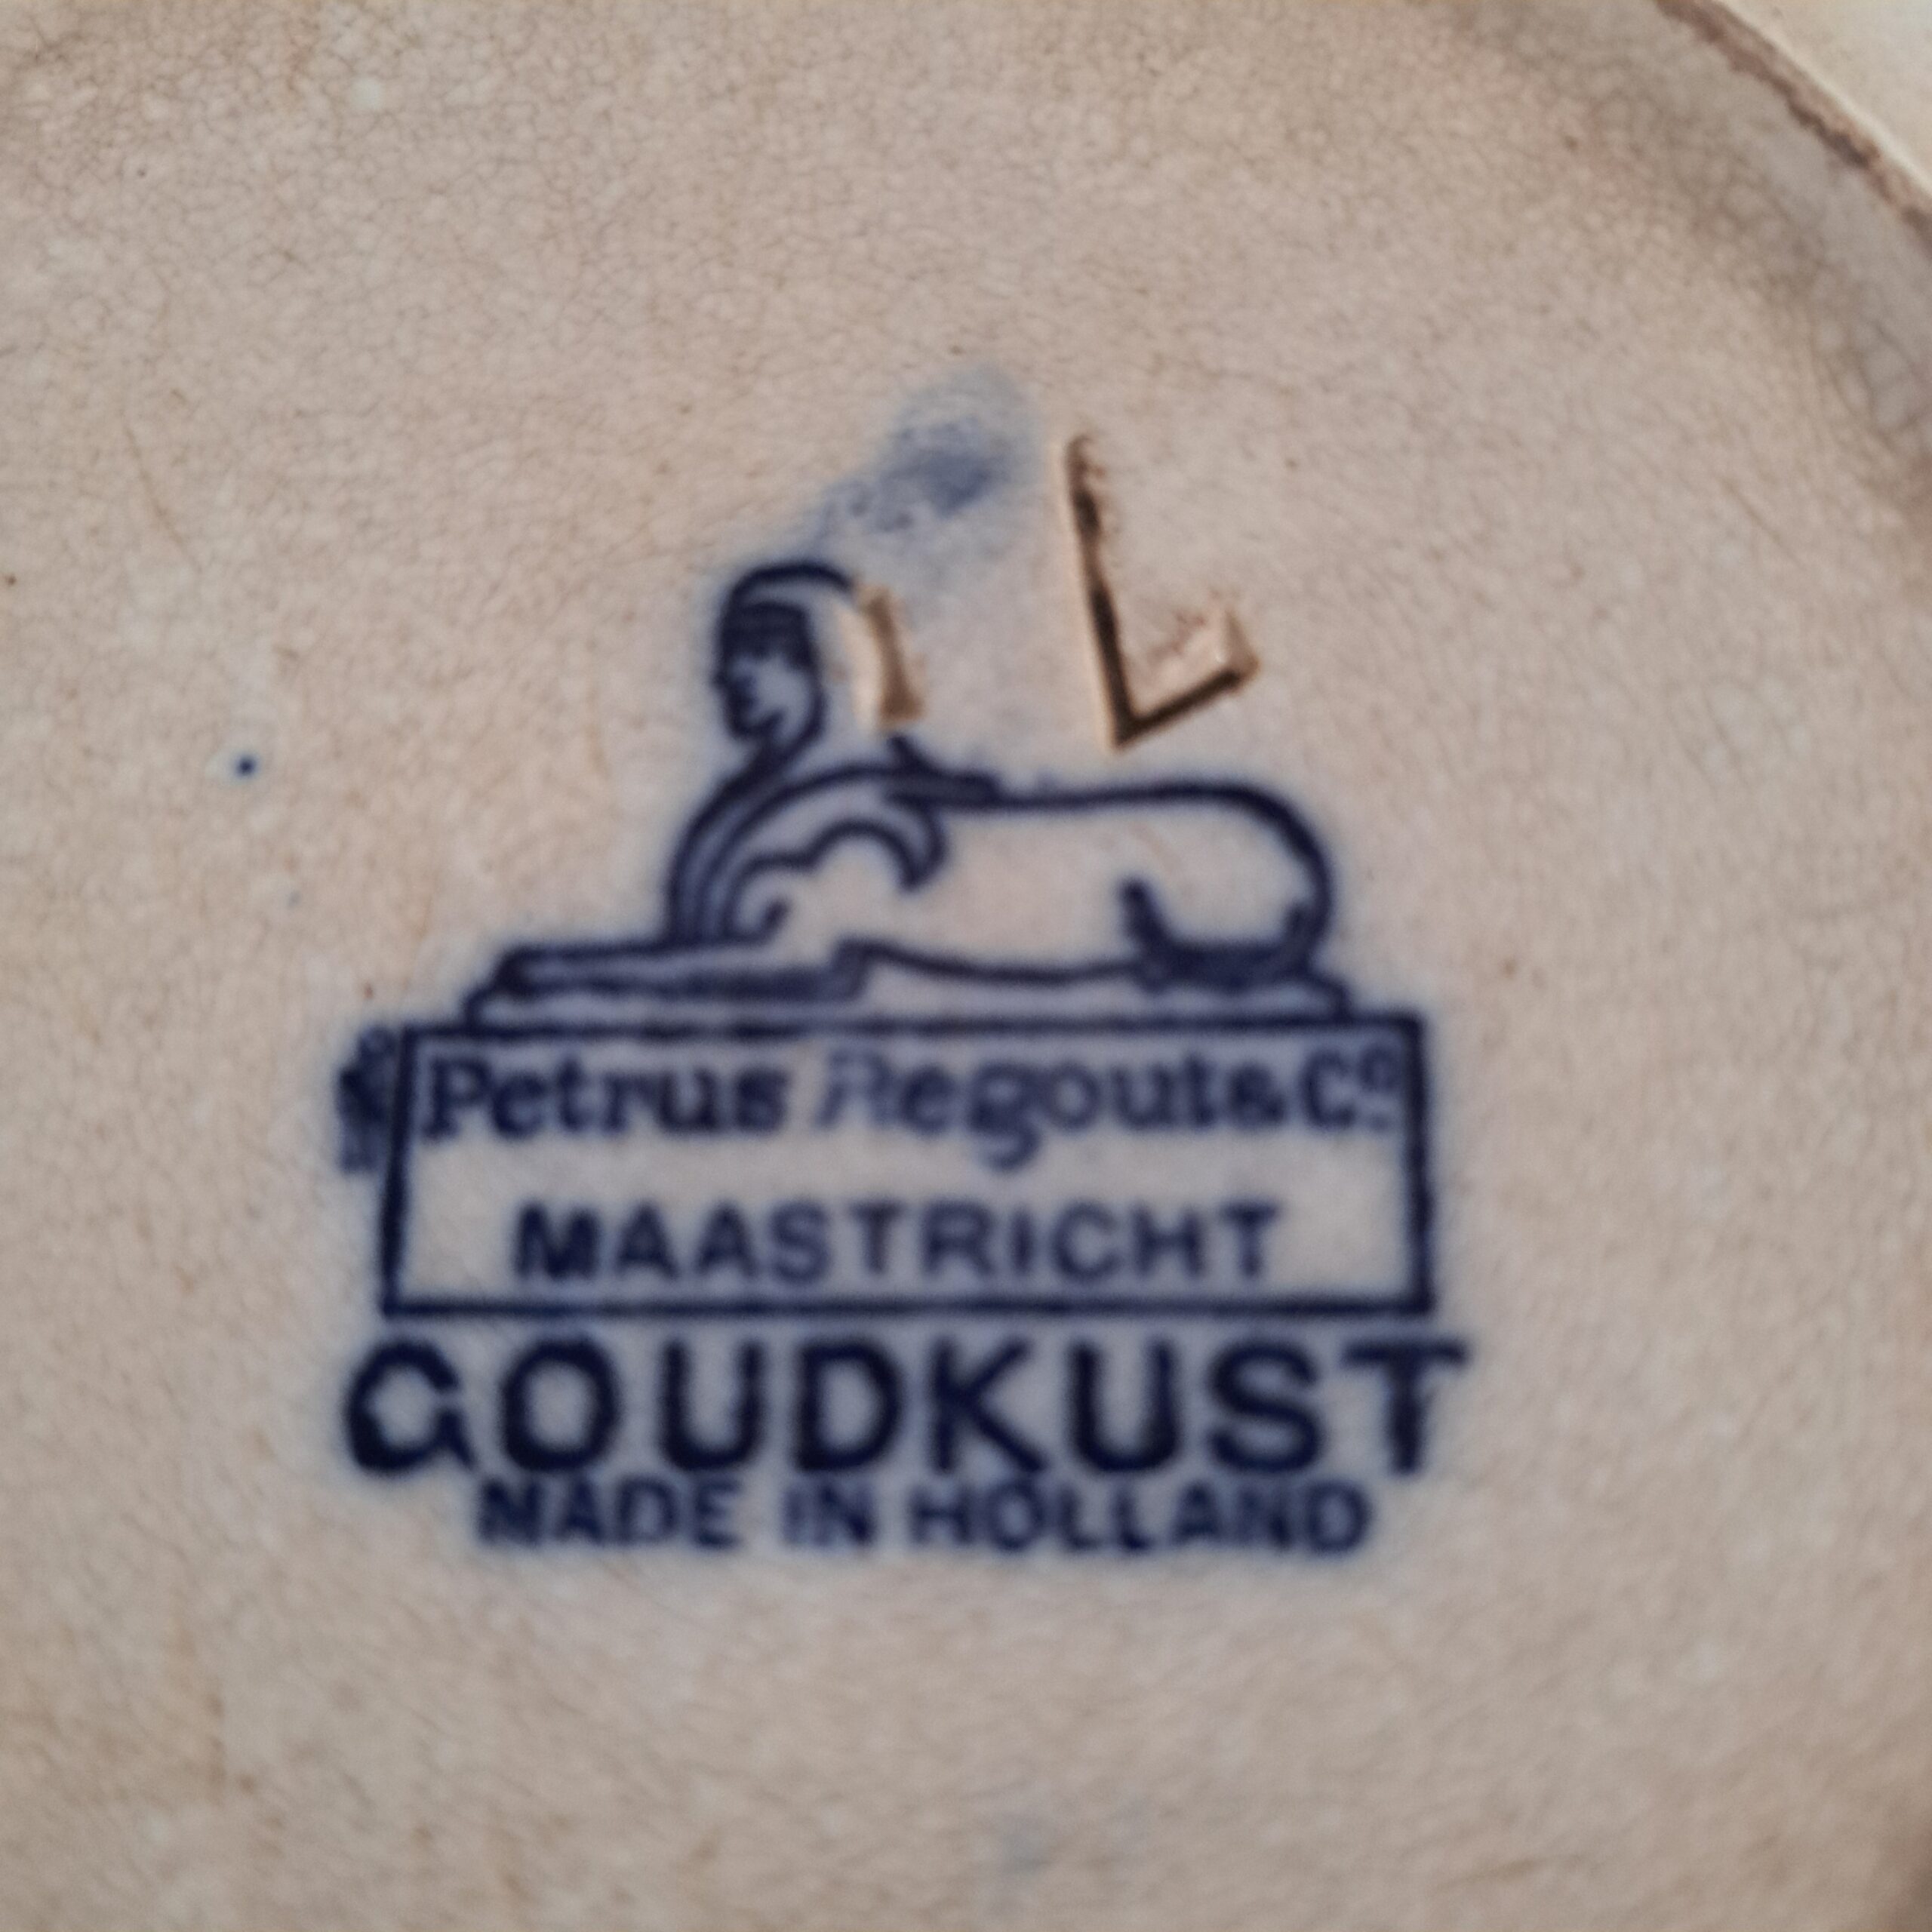 I L
Petrus Regout & Co
MAASTRICHT
GOUDKUST
MADE IN HOLLAND